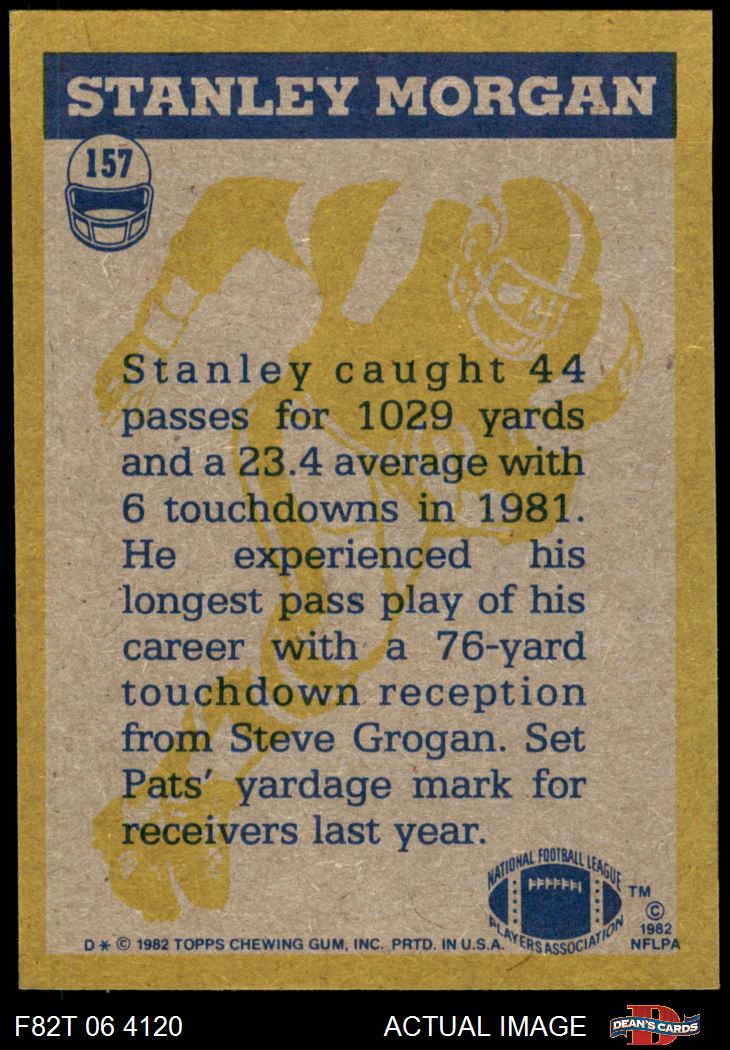 STANLEY MORGAN
157
Stanley caught 44
passes for 1029 yards
and a 23.4 average with
6 touchdowns in 1981.
He experienced his
longest pass play of his
career with a 76-yard
touchdown reception
from Steve Grogan. Set
Pats' yardage mark for
receivers last year.
NATIONAL FOOTBALL LEAGUE
PLAYERS ASSOCIATION
TM
©
1982
NFLPA
D * © 1982 TOPPS CHEWING GUM, INC. PRTD. IN U.S.A.
F82T 06 4120
ACTUAL IMAGE
D
DEAN'S CARDS